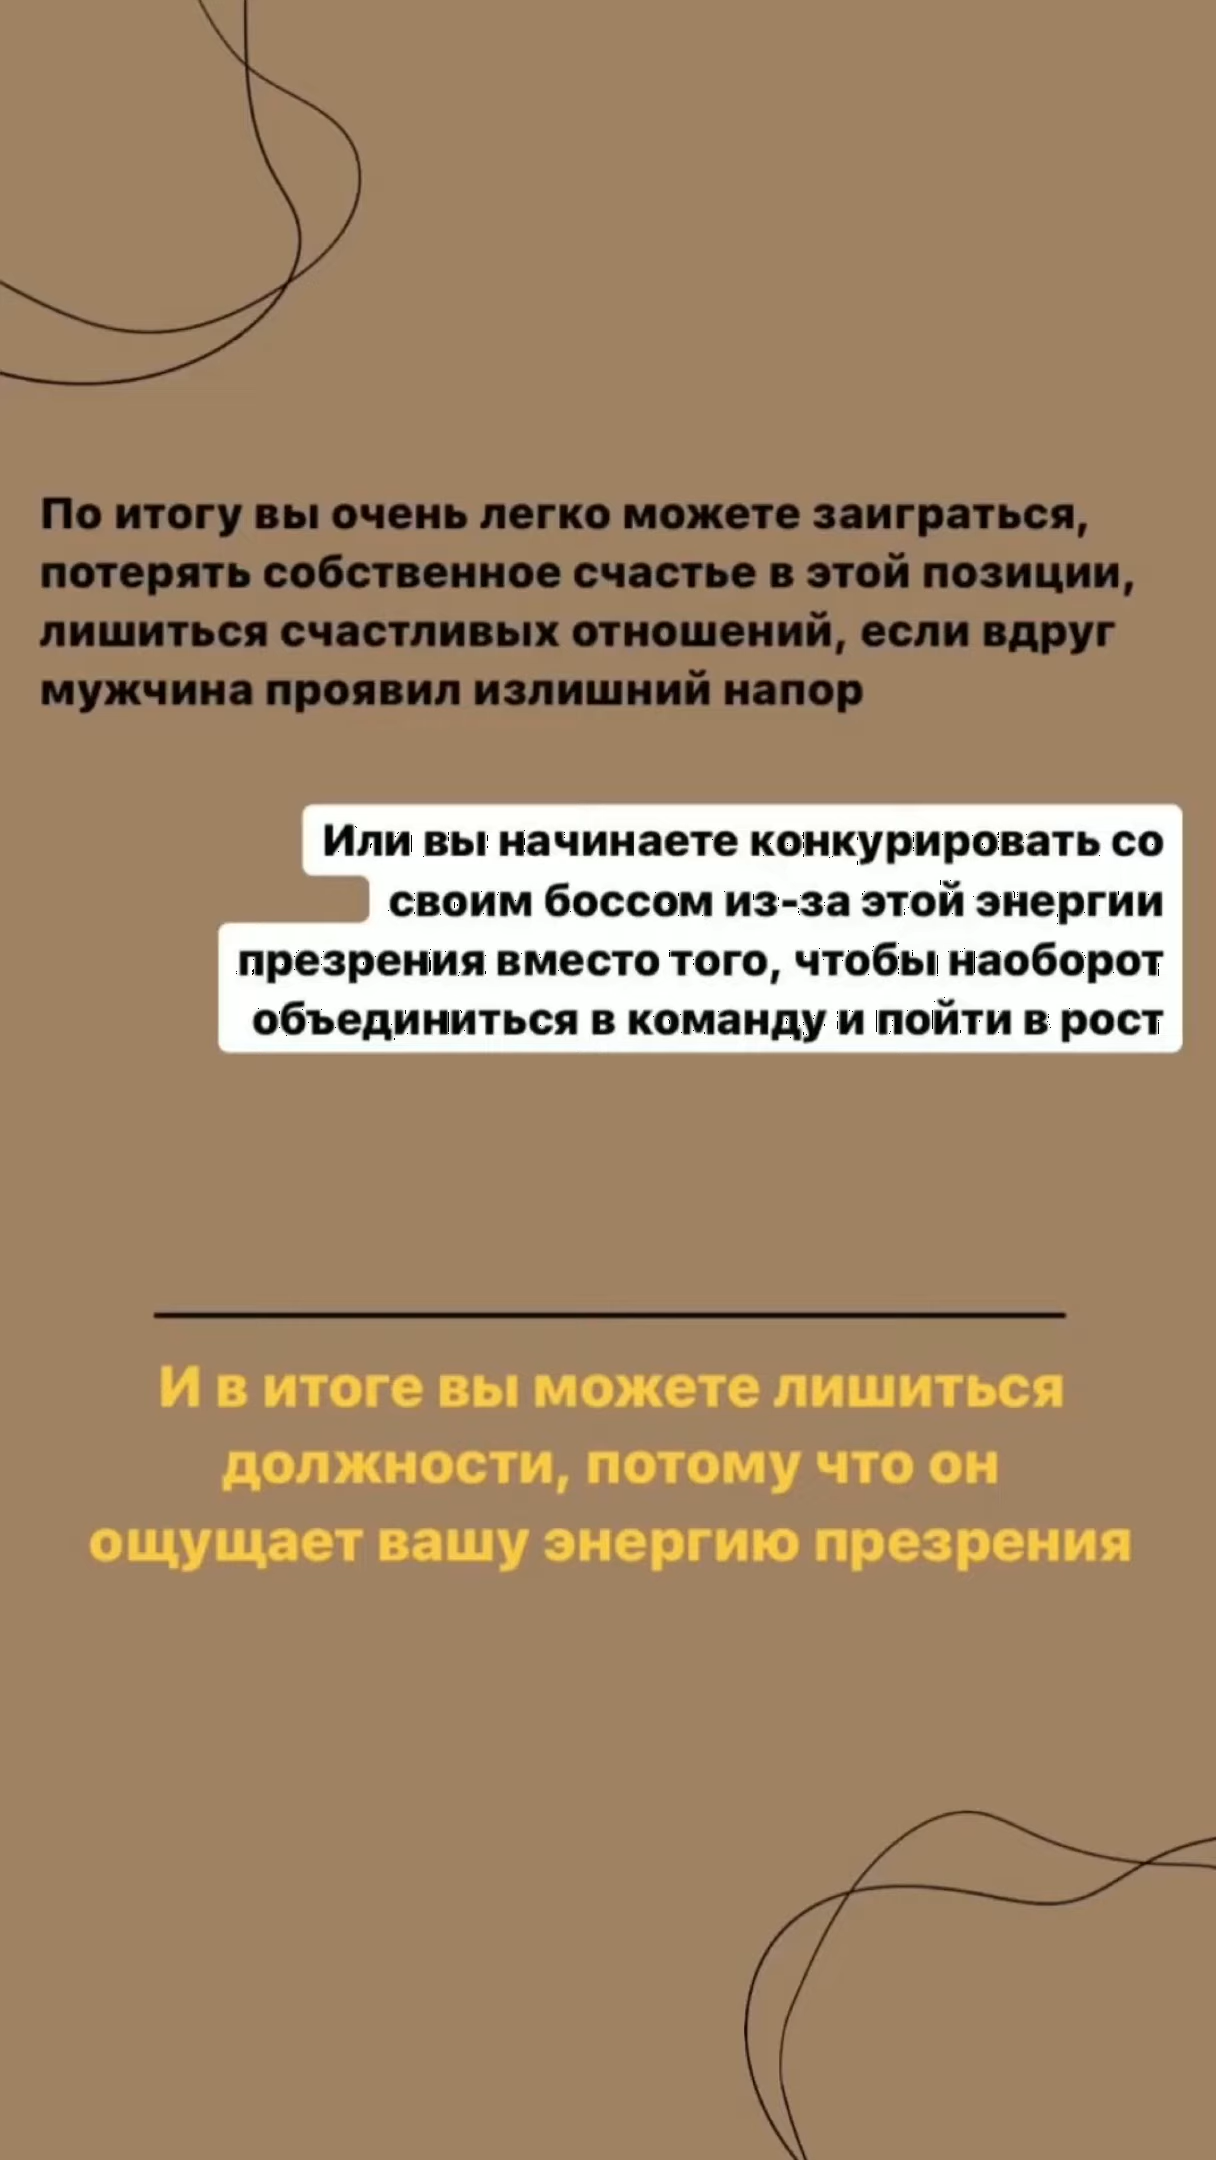 По итогу вы очень легко можете заиграться,
потерять собственное счастье в этой позиции,
лишиться счастливых отношений, если вдруг
мужчина проявил излишний напор
Или вы начинаете конкурировать со
своим боссом из-за этой энергии
презрения вместо того, чтобы наоборот
объединиться в команду и пойти в рост
И в итоге вы можете лишиться
должности, потому что он
ощущает вашу энергию презрения